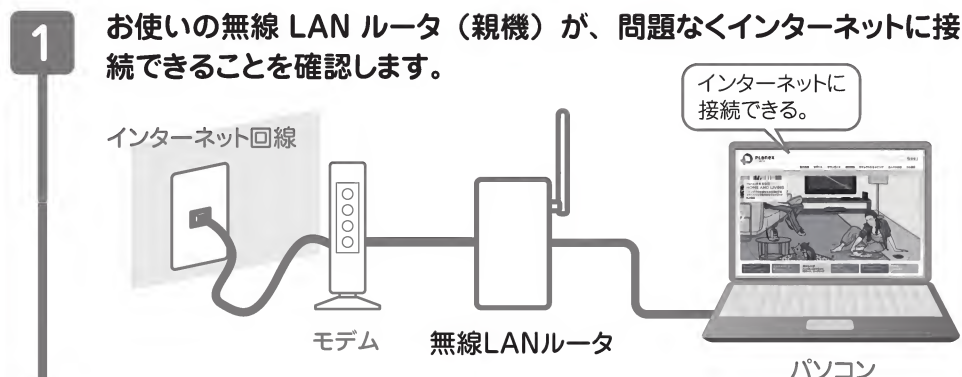 1
お使いの無線 LAN ルータ（親機）が、問題なくインターネットに接
続できることを確認します。
インターネットに
接続できる。
インターネット回線
PLANEX
HOME AND LIVING
モデム
無線LANルータ
パソコン